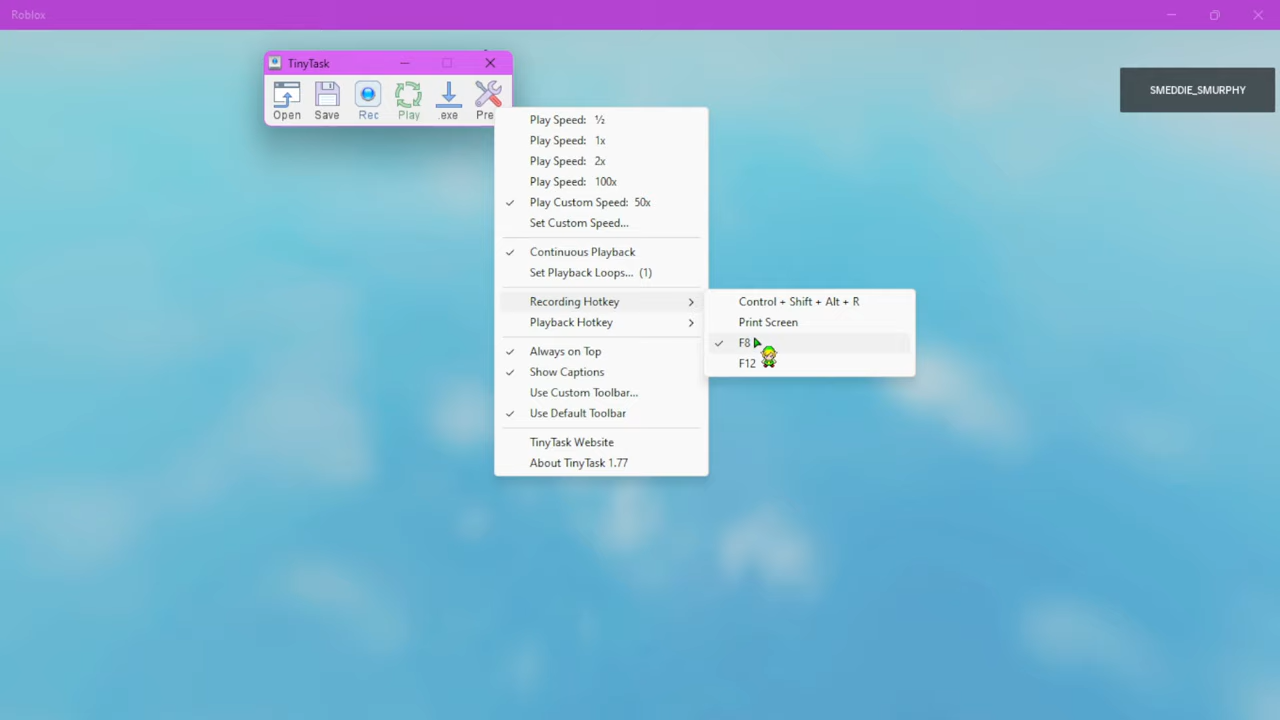 Roblox
TinyTask
Open Save Rec Play .exe Pre
SMEDDIE_SMURPHY
Play Speed: ½
Play Speed: 1x
Play Speed: 2x
Play Speed: 100x
Play Custom Speed: 50x
Set Custom Speed...
Continuous Playback
Set Playback Loops... (1)
Recording Hotkey
Playback Hotkey
Always on Top
Show Captions
Use Custom Toolbar...
Use Default Toolbar
TinyTask Website
About TinyTask 1.77
Control + Shift + Alt + R
Print Screen
F8
F12